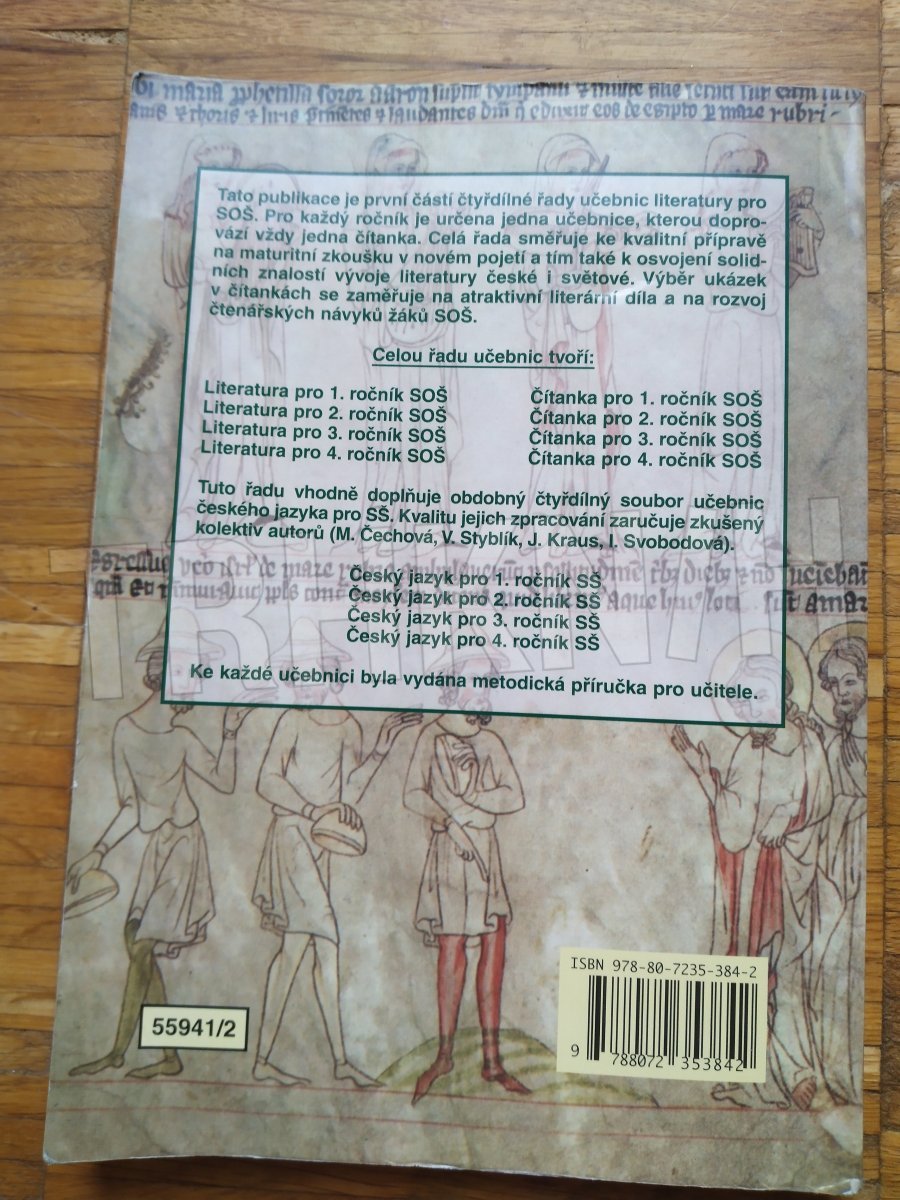 Tato publikace je první částí čtyřdílné řady učebnic literatury pro
SOŠ. Pro každý ročník je určena jedna učebnice, kterou dopro-
vází vždy jedna čítanka. Celá řada směřuje ke kvalitní přípravě
na maturitní zkoušku v novém pojetí a tím také k osvojení solid-
ních znalostí vývoje literatury české i světové. Výběr ukázek
v čítankách se zaměřuje na atraktivní literární díla a na rozvoj
čtenářských návyků žáků SOŠ.
Celou řadu učebnic tvoří:
Literatura pro 1. ročník SOŠ
Literatura pro 2. ročník SOŠ
Literatura pro 3. ročník SOŠ
Literatura pro 4. ročník SOŠ
Čítanka pro 1. ročník SOŠ
Čítanka pro 2. ročník SOŠ
Čítanka pro 3. ročník SOŠ
Čítanka pro 4. ročník SOŠ
Tuto řadu vhodně doplňuje obdobný čtyřdílný soubor učebnic
českého jazyka pro SŠ. Kvalitu jejich zpracování zaručuje zkušený
kolektiv autorů (M. Čechová, V. Styblík, J. Kraus, I. Svobodová).
Český jazyk pro 1. ročník SŠ
Český jazyk pro 2. ročník SŠ
Český jazyk pro 3. ročník SŠ
Český jazyk pro 4. ročník SŠ
Ke každé učebnici byla vydána metodická příručka pro učitele.
55941/2
ISBN 978-80-7235-384-2
9 788072 353842